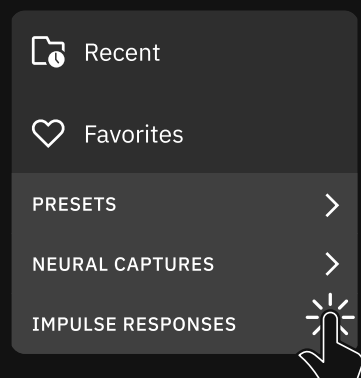 Recent
Favorites
PRESETS
NEURAL CAPTURES
IMPULSE RESPONSES